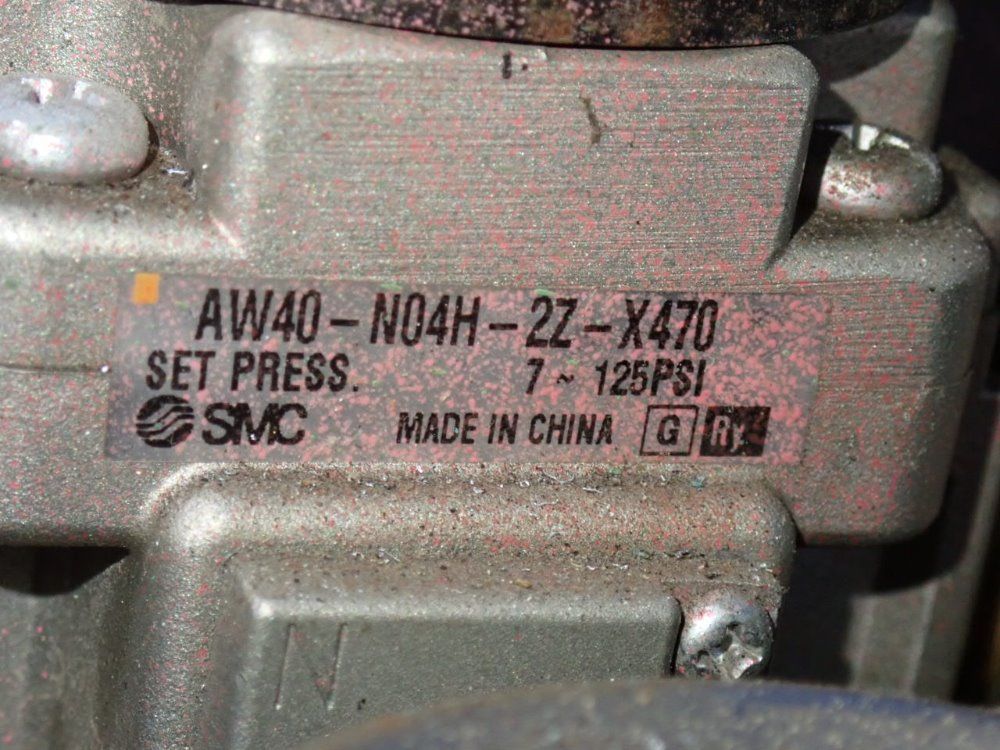 AW40-N04H-2Z-X470
SET PRESS. 7~125PSI
SMC MADE IN CHINA G
N